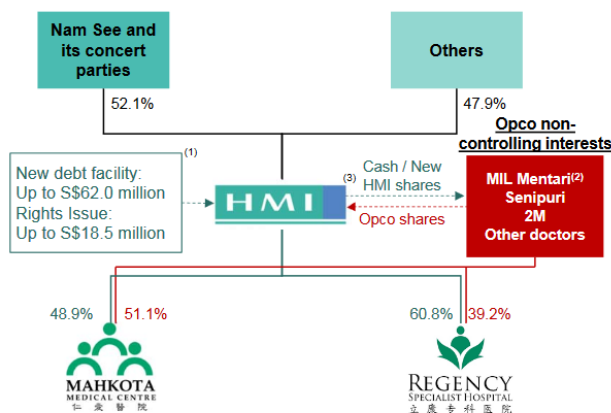 Nam See and
its concert
parties
Others
52.1%
47.9%
Opco non-
controlling interests
(1)
New debt facility:
Up to S$62.0 million
Rights Issue:
Up to S$18.5 million
HMI
(3)
Cash / New
HMI shares
Opco shares
MIL Mentari(2)
Senipuri
2M
Other doctors
48.9%
51.1%
60.8%
39.2%
MAHKOTA
MEDICAL CENTRE
仁爱醫院
REGENCY
SPECIALIST HOSPITAL
立康专科医院